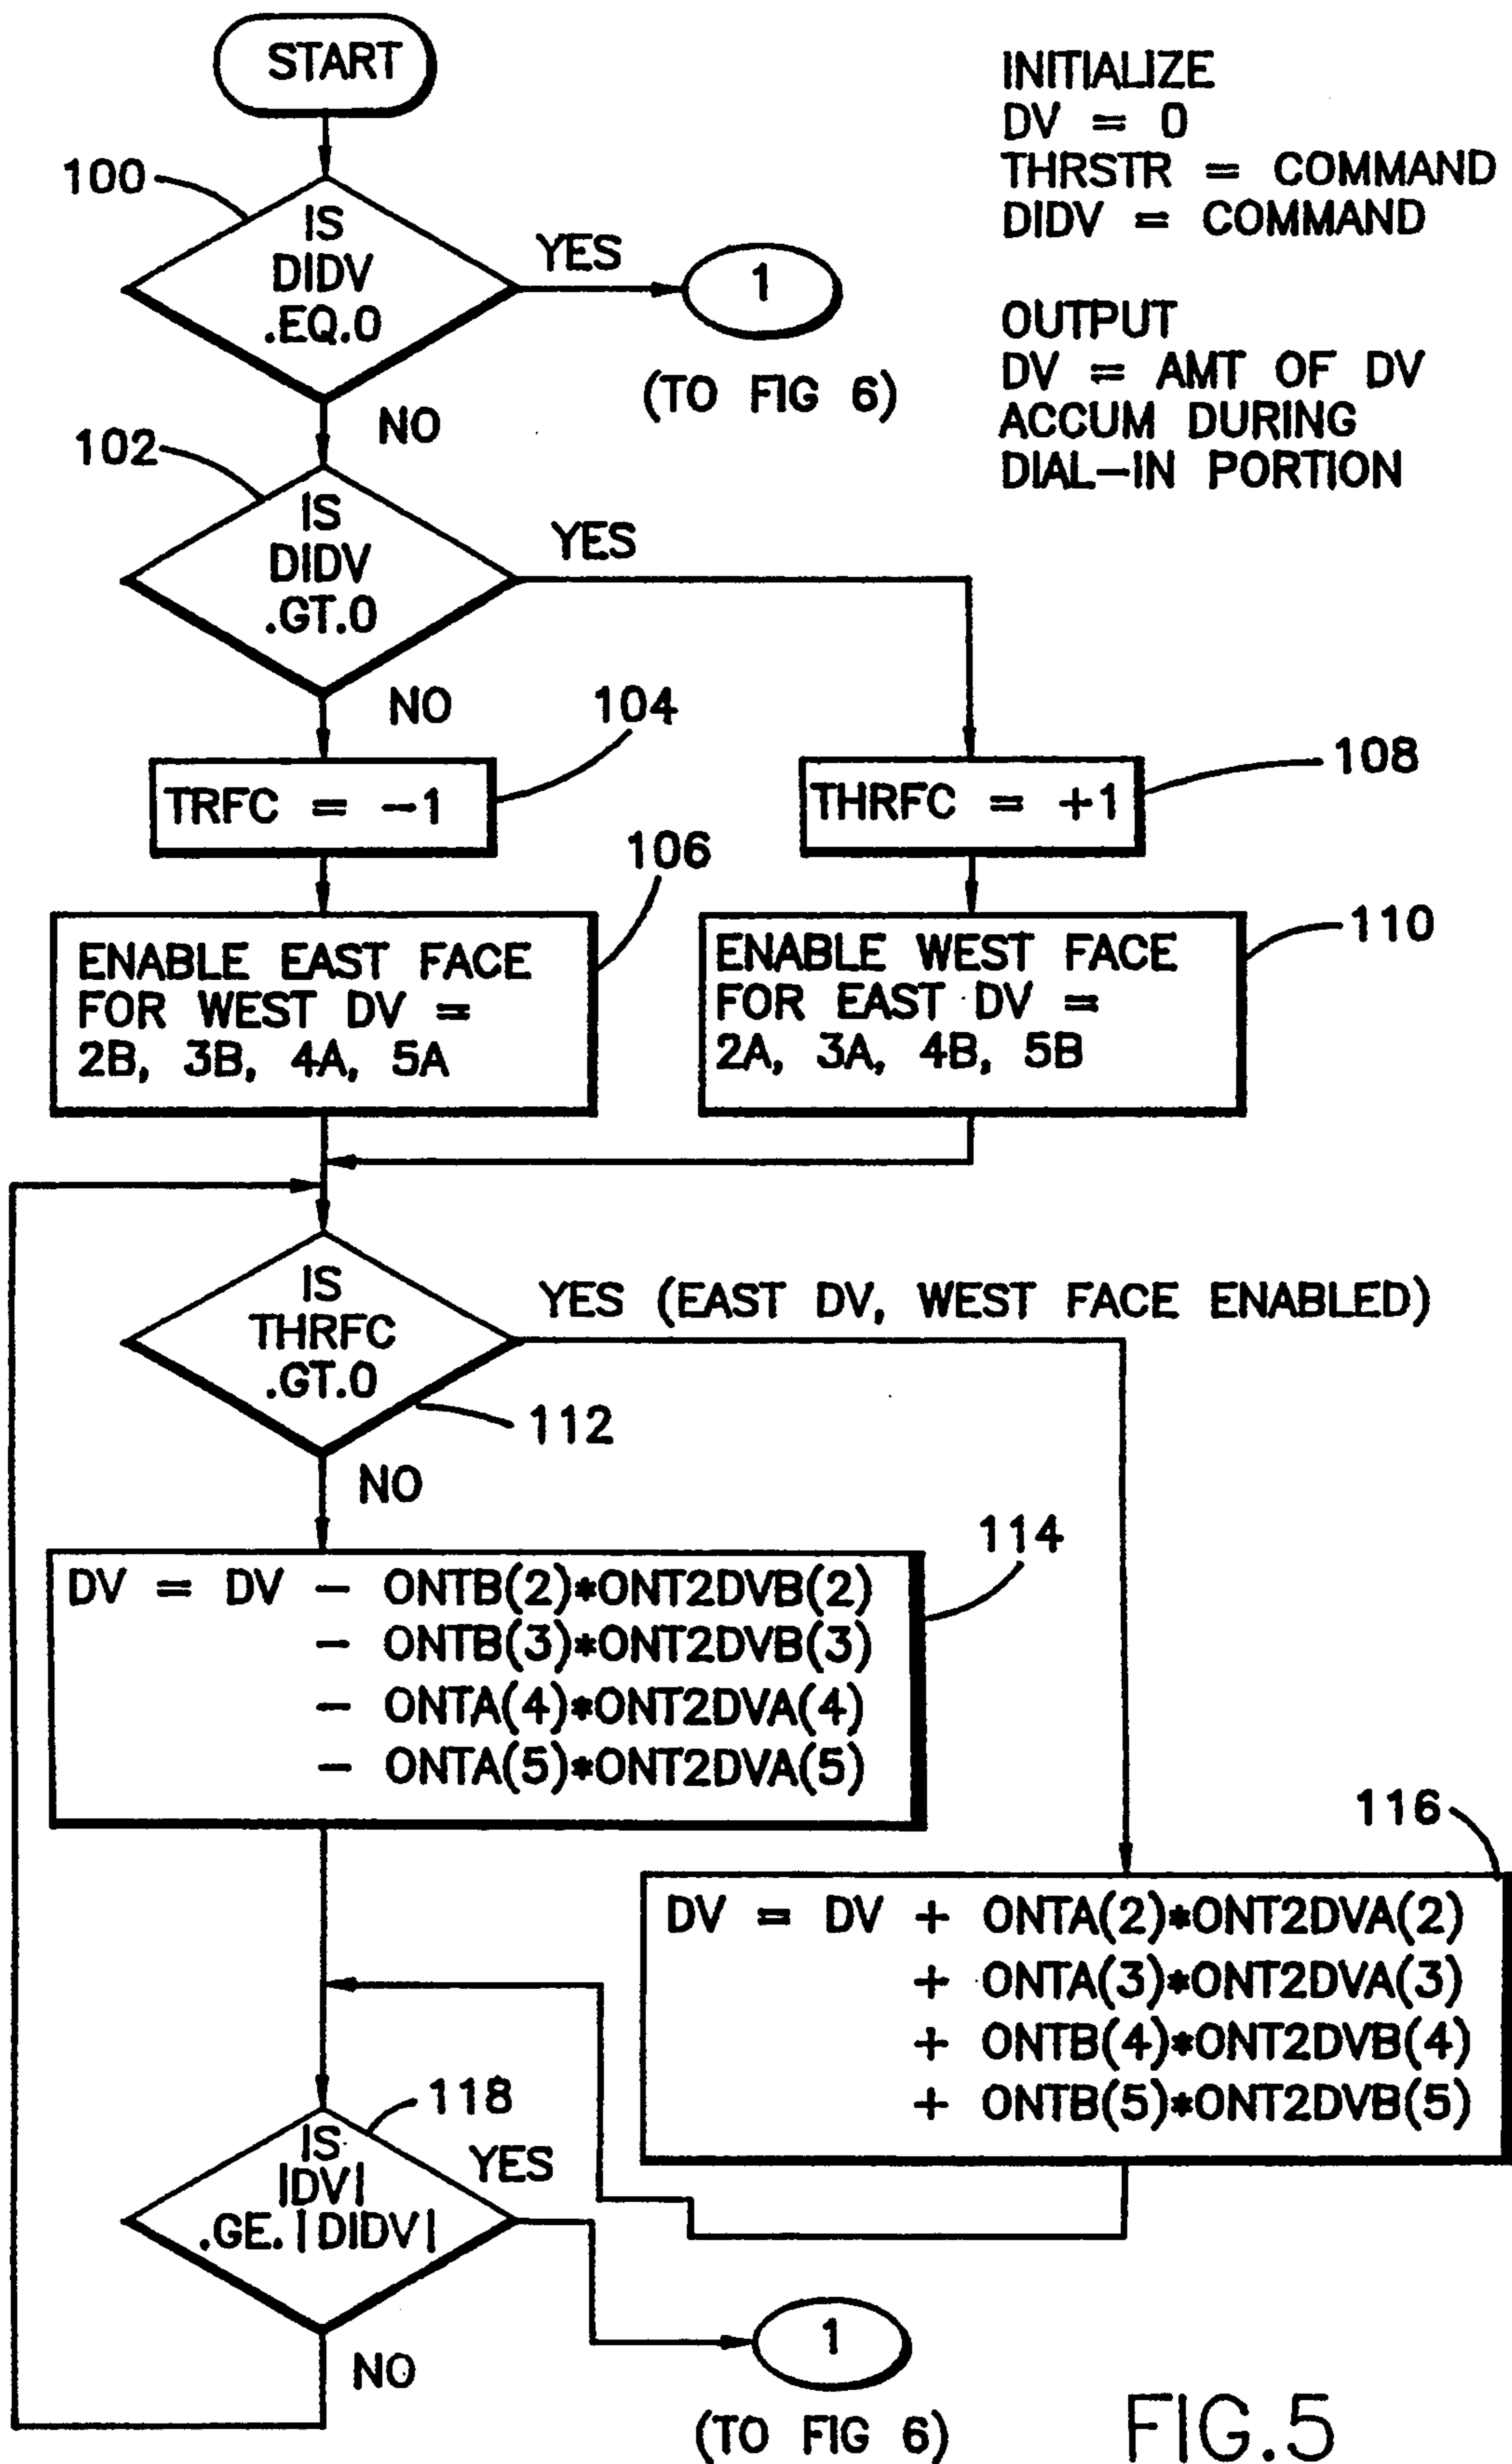 START
INITIALIZE
DV = 0
THRSTR = COMMAND
DIDV = COMMAND
OUTPUT
DV = AMT OF DV
ACCUM DURING
DIAL-IN PORTION
100
IS
DIDV
.EQ.0
YES
1
(TO FIG 6)
NO
102
IS
DIDV
.GT.0
YES
NO
104
TRFC = -1
108
THRFC = +1
106
ENABLE EAST FACE
FOR WEST DV =
2B, 3B, 4A, 5A
110
ENABLE WEST FACE
FOR EAST DV =
2A, 3A, 4B, 5B
IS
THRFC
.GT.0
YES (EAST DV, WEST FACE ENABLED)
112
NO
114
DV = DV - ONTB(2)*ONT2DVB(2)
- ONTB(3)*ONT2DVB(3)
- ONTA(4)*ONT2DVA(4)
- ONTA(5)*ONT2DVA(5)
116
DV = DV + ONTA(2)*ONT2DVA(2)
+ ONTA(3)*ONT2DVA(3)
+ ONTB(4)*ONT2DVB(4)
+ ONTB(5)*ONT2DVB(5)
118
IS
|DV|
.GE.|DIDV|
YES
NO
1
(TO FIG 6)
FIG.5